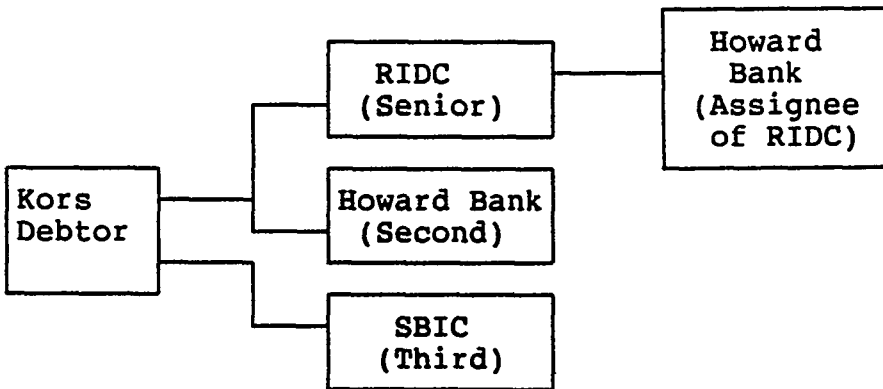 Kors
Debtor
RIDC
(Senior)
Howard Bank
(Second)
SBIC
(Third)
Howard
Bank
(Assignee
of RIDC)